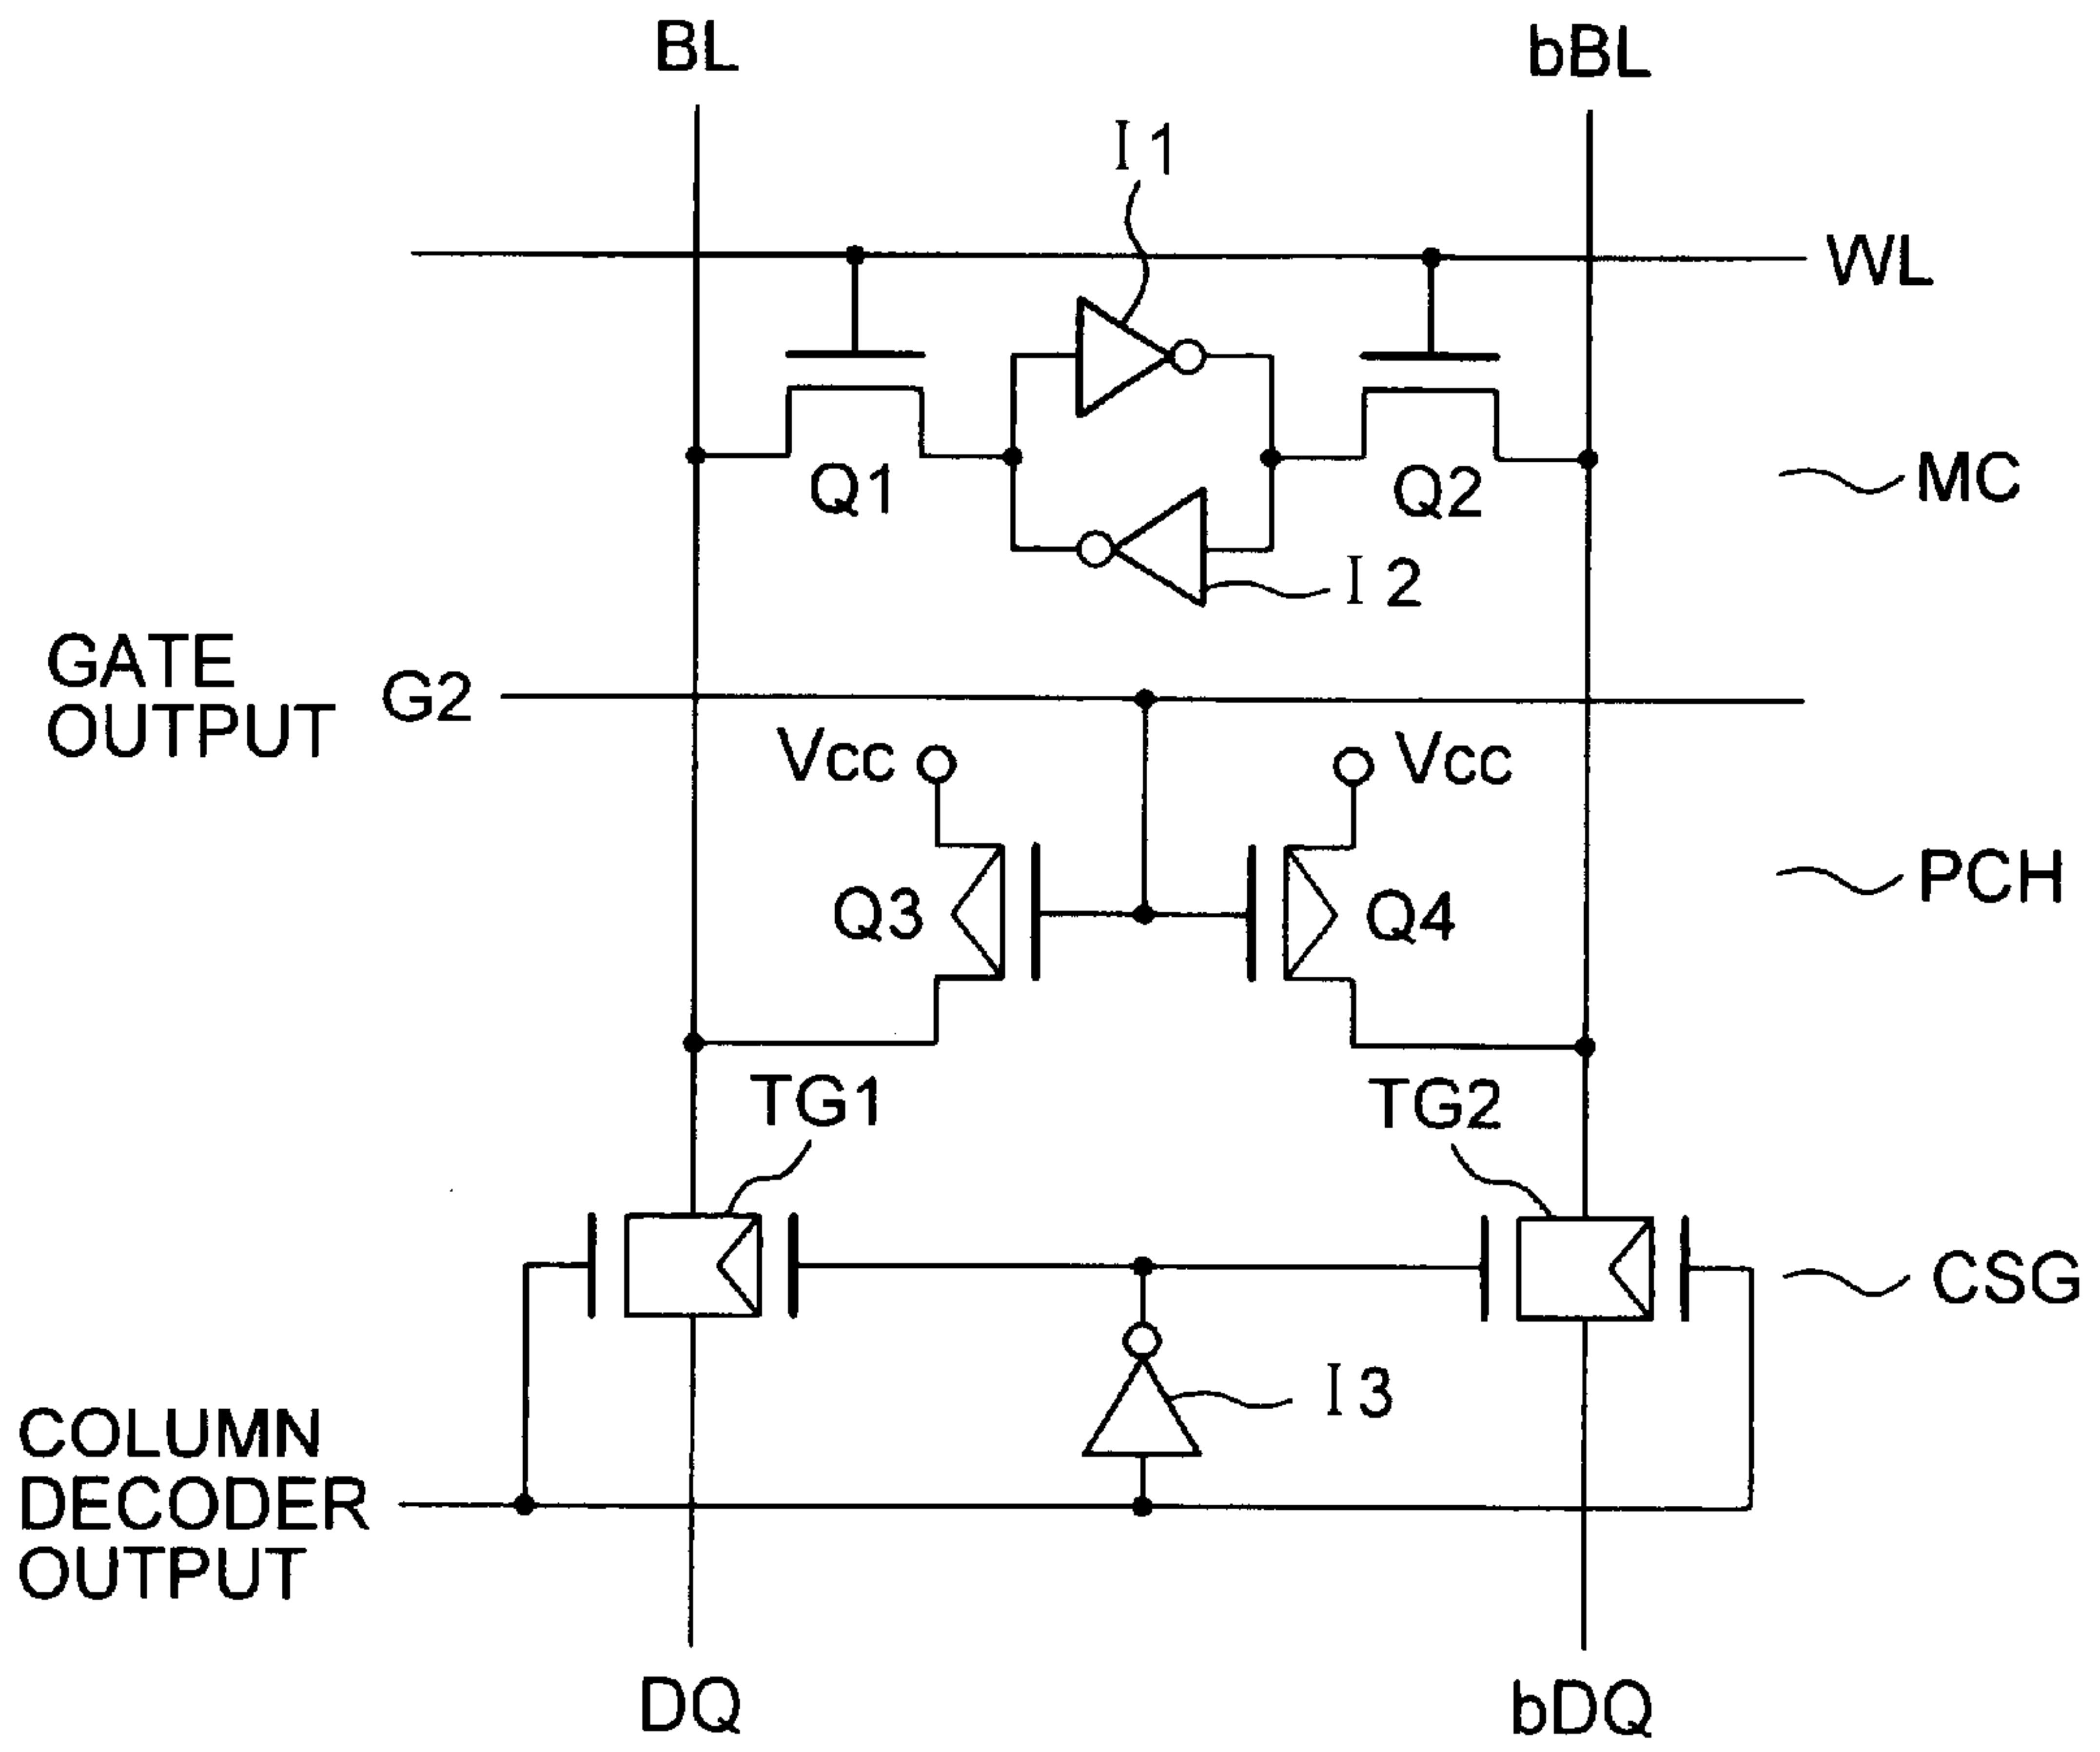 BL
bBL
I1
WL
Q1
Q2
MC
I2
GATE
OUTPUT
G2
Vcc
Vcc
Q3
Q4
PCH
TG1
TG2
CSG
I3
COLUMN
DECODER
OUTPUT
DQ
bDQ